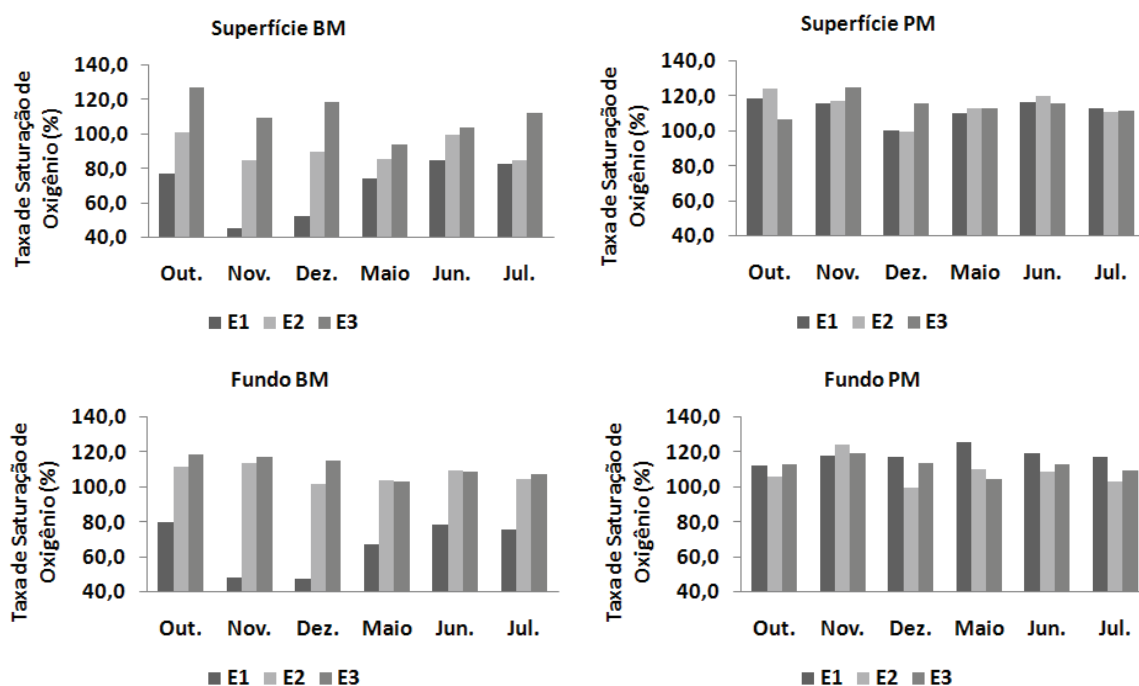 Superfície BM
Taxa de Saturação de
Oxigênio (%)
140,0
120,0
100,0
80,0
60,0
40,0
Out. Nov. Dez. Maio Jun. Jul.
E1 E2 E3
Superfície PM
Taxa de Saturação de
Oxigênio (%)
140,0
120,0
100,0
80,0
60,0
40,0
Out. Nov. Dez. Maio Jun. Jul.
E1 E2 E3
Fundo BM
Taxa de Saturação de
Oxigênio (%)
140,0
120,0
100,0
80,0
60,0
40,0
Out. Nov. Dez. Maio Jun. Jul.
E1 E2 E3
Fundo PM
Taxa de Saturação de
Oxigênio (%)
140,0
120,0
100,0
80,0
60,0
40,0
Out. Nov. Dez. Maio Jun. Jul.
E1 E2 E3